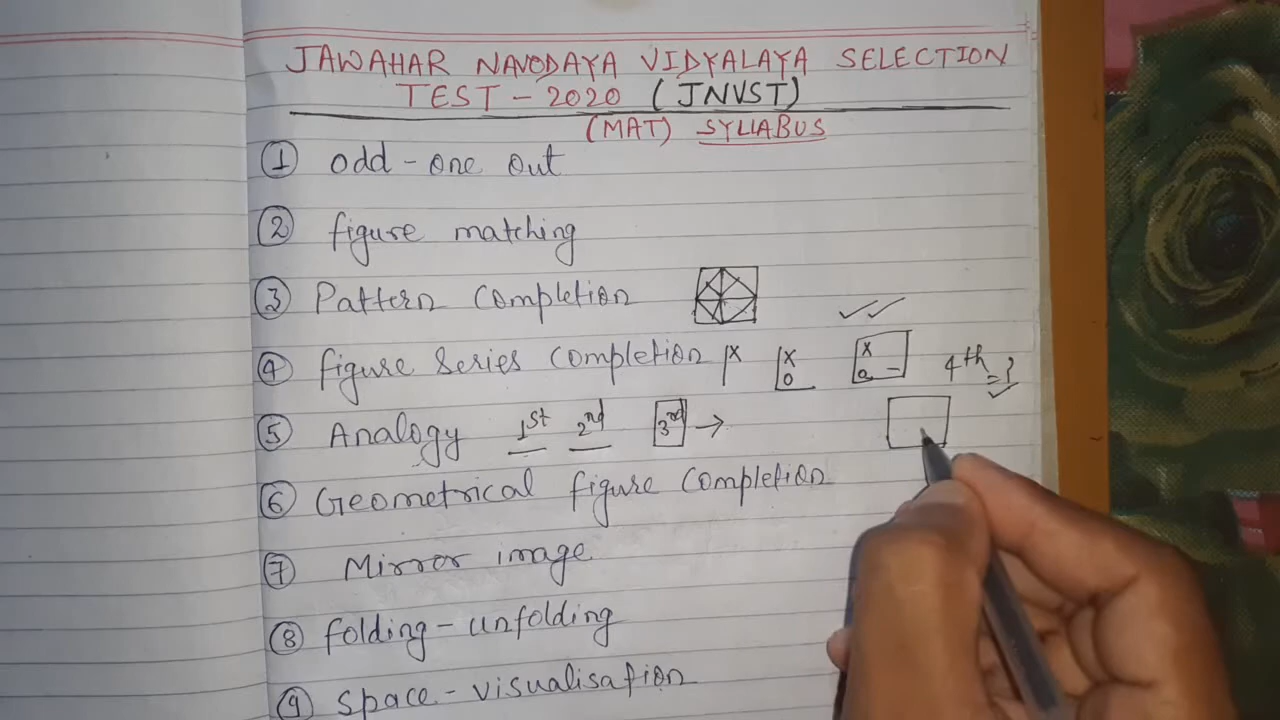 JAWAHAR NAVODAYA VIDYALAYA SELECTION
TEST - 2020 (JNVST)
(MAT) SYLLABUS
① odd-one out
② figure matching
③ Pattern Completion
④ figure Series Completion x x o x o - 4th = ?
⑤ Analogy 1st 2nd 3rd →
⑥ Geometrical figure Completion
⑦ Mirror image
⑧ folding-unfolding
⑨ Space-visualisation